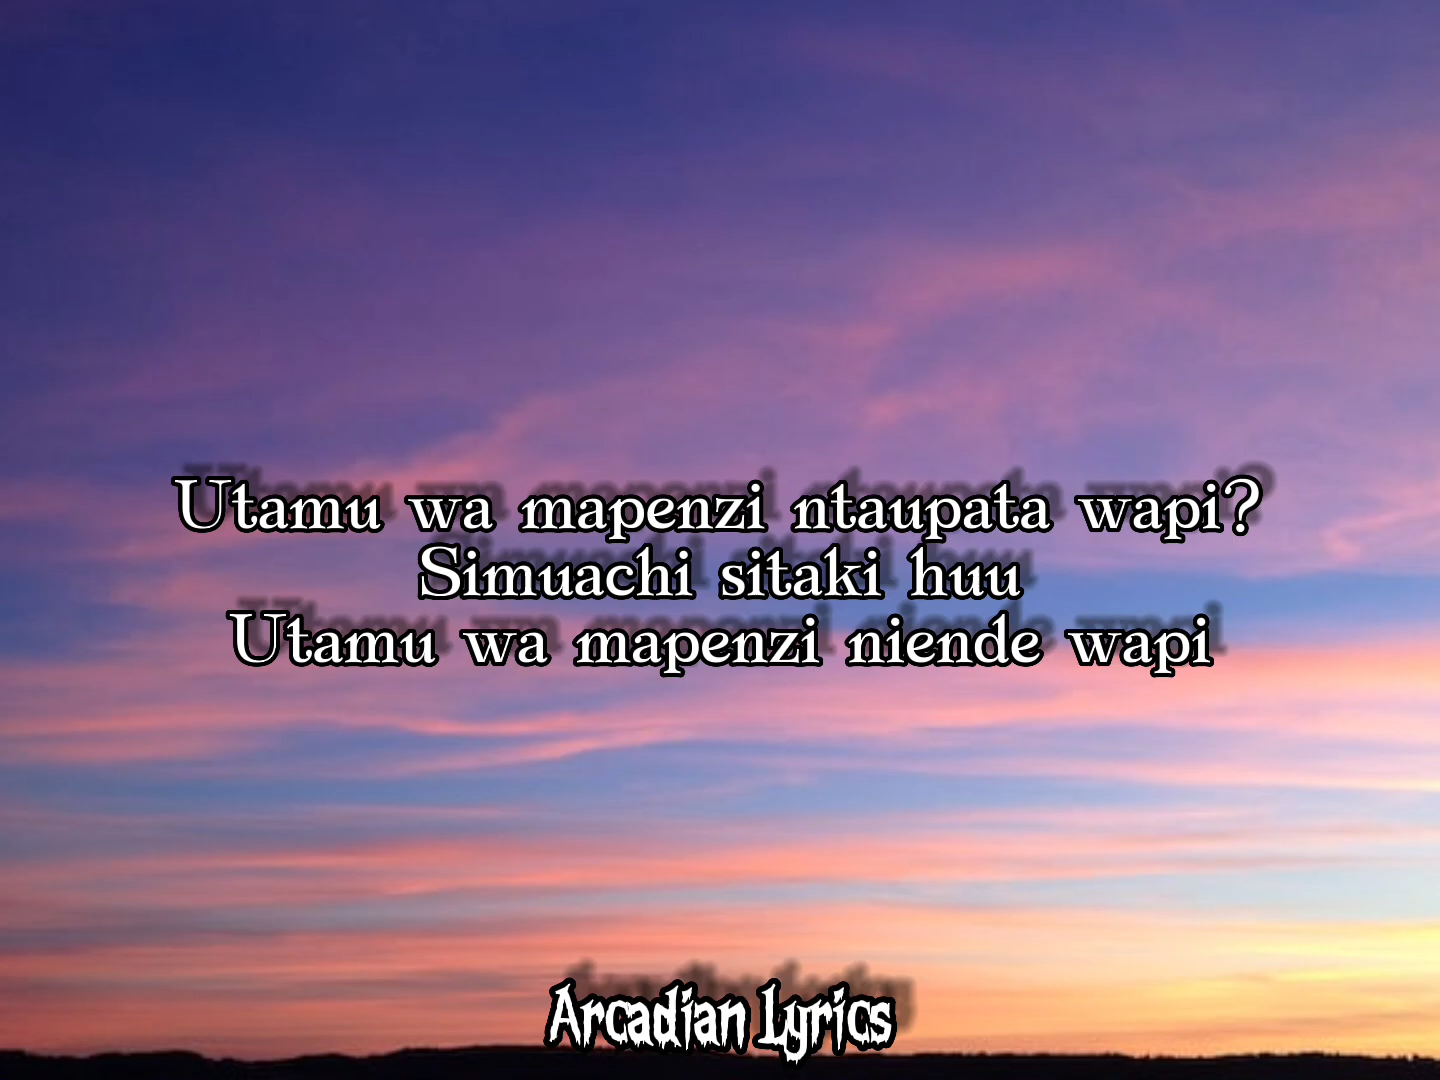 Utamu wa mapenzi ntaupata wapi?
Simuachi sitaki huu
Utamu wa mapenzi niende wapi
Arcadian Lyrics